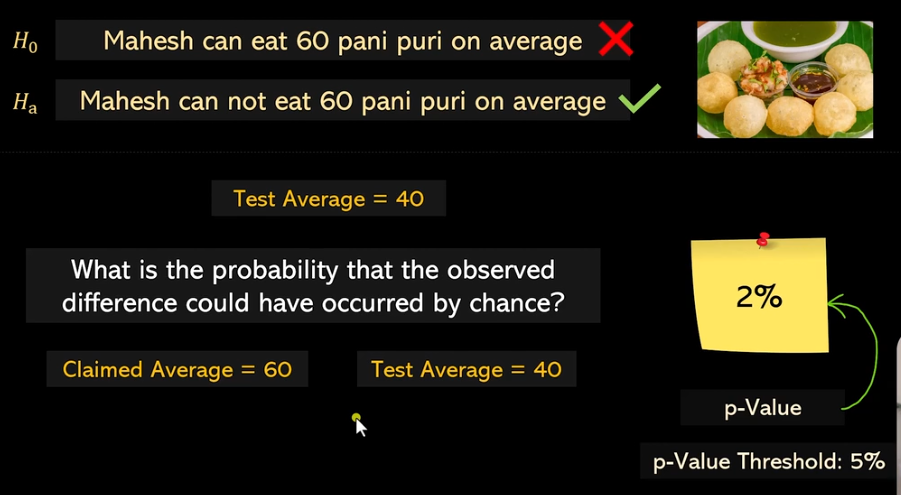 H₀ Mahesh can eat 60 pani puri on average
Hₐ Mahesh can not eat 60 pani puri on average
Test Average = 40
What is the probability that the observed
difference could have occurred by chance?
2%
Claimed Average = 60
Test Average = 40
p-Value
p-Value Threshold: 5%